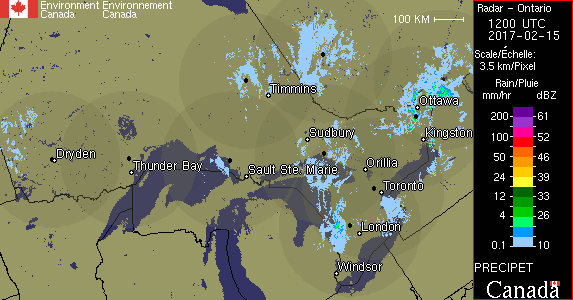 Environment Environnement
Canada Canada
100 KM
Timmins
Ottawa
Sudbury
Kingston
Dryden
Thunder Bay
Sault Ste. Marie
Orillia
Toronto
London
Windsor
Radar - Ontario
1200 UTC
2017-02-15
Scale/Échelle:
3.5 km/Pixel
Rain/Pluie
mm/hr dBZ
200 61
100 52
50 46
24 39
12 33
4 26
1 20
0.1 10
PRECIPET
Canada